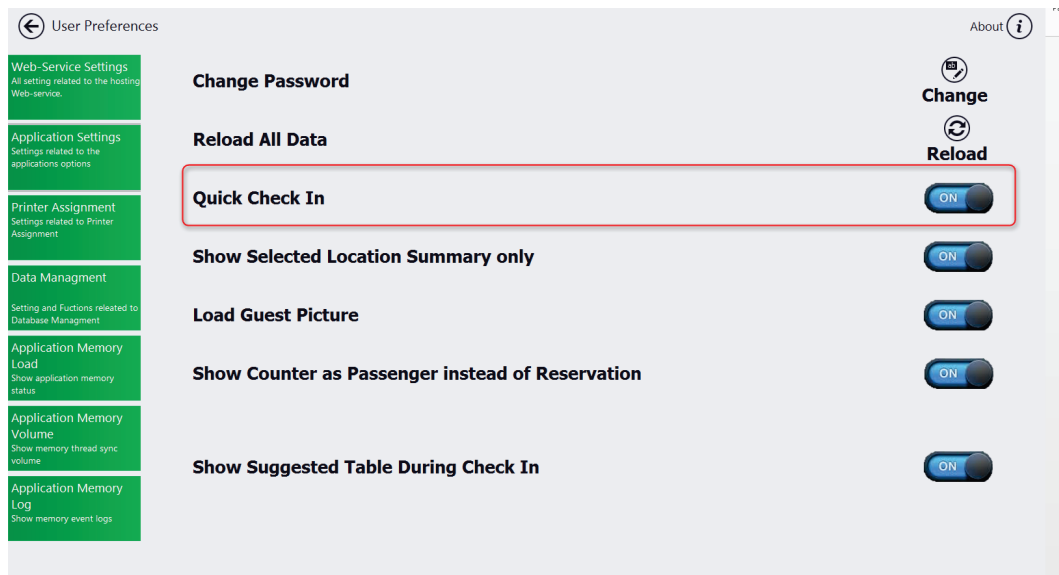 User Preferences
About
Web-Service Settings
All setting related to the hosting
Web-service.
Application Settings
Settings related to the
applications options
Printer Assignment
Settings related to Printer
Assignment
Data Managment
Setting and Fuctions releated to
Database Managment
Application Memory
Load
Show application memory
status
Application Memory
Volume
Show memory thread sync
volume
Application Memory
Log
Show memory event logs
Change Password
Change
Reload All Data
Reload
Quick Check In
ON
Show Selected Location Summary only
ON
Load Guest Picture
ON
Show Counter as Passenger instead of Reservation
ON
Show Suggested Table During Check In
ON